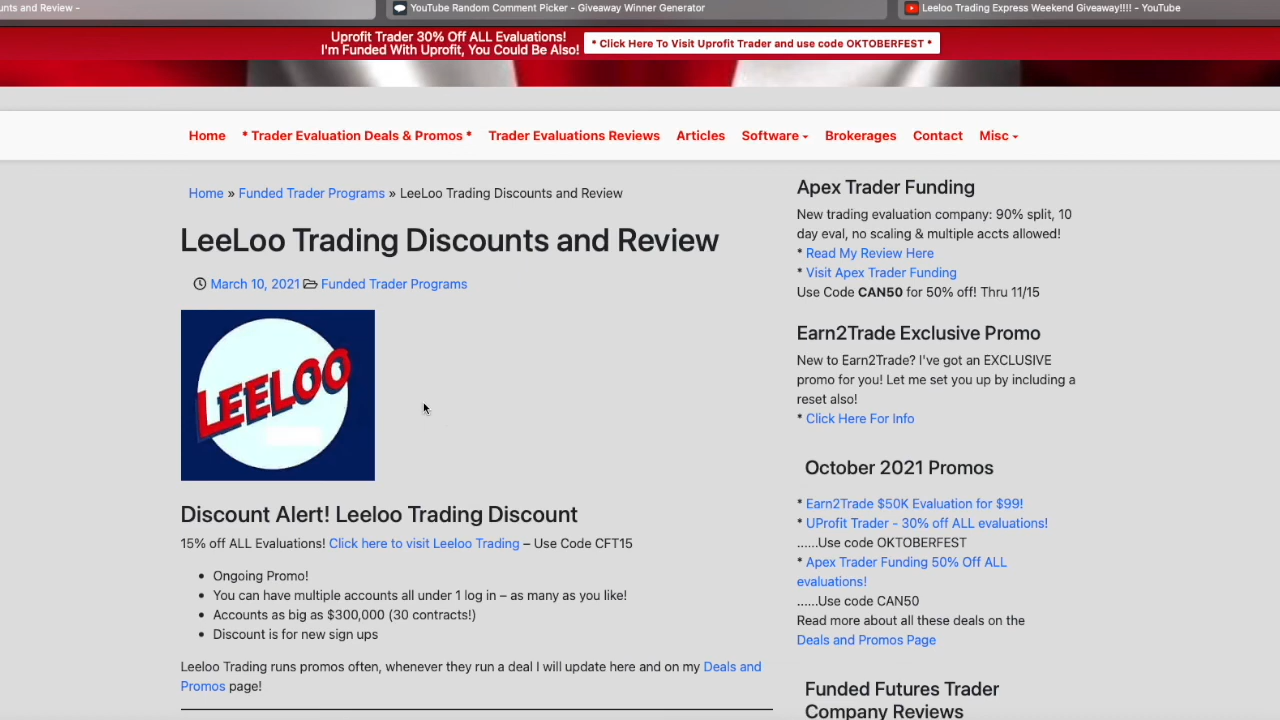 unts and Review -
YouTube Random Comment Picker - Giveaway Winner Generator
Leeloo Trading Express Weekend Giveaway!!!! - YouTube
Uprofit Trader 30% Off ALL Evaluations!
I'm Funded With Uprofit, You Could Be Also!
* Click Here To Visit Uprofit Trader and use code OKTOBERFEST *
Home * Trader Evaluation Deals & Promos * Trader Evaluations Reviews Articles Software Brokerages Contact Misc
Home » Funded Trader Programs » LeeLoo Trading Discounts and Review
LeeLoo Trading Discounts and Review
March 10, 2021 Funded Trader Programs
LEELOO
Discount Alert! Leeloo Trading Discount
15% off ALL Evaluations! Click here to visit Leeloo Trading – Use Code CFT15
• Ongoing Promo!
• You can have multiple accounts all under 1 log in – as many as you like!
• Accounts as big as $300,000 (30 contracts!)
• Discount is for new sign ups
Leeloo Trading runs promos often, whenever they run a deal I will update here and on my Deals and
Promos page!
Apex Trader Funding
New trading evaluation company: 90% split, 10
day eval, no scaling & multiple accts allowed!
* Read My Review Here
* Visit Apex Trader Funding
Use Code CAN50 for 50% off! Thru 11/15
Earn2Trade Exclusive Promo
New to Earn2Trade? I've got an EXCLUSIVE
promo for you! Let me set you up by including a
reset also!
* Click Here For Info
October 2021 Promos
* Earn2Trade $50K Evaluation for $99!
* UProfit Trader - 30% off ALL evaluations!
......Use code OKTOBERFEST
* Apex Trader Funding 50% Off ALL
evaluations!
......Use code CAN50
Read more about all these deals on the
Deals and Promos Page
Funded Futures Trader
Company Reviews